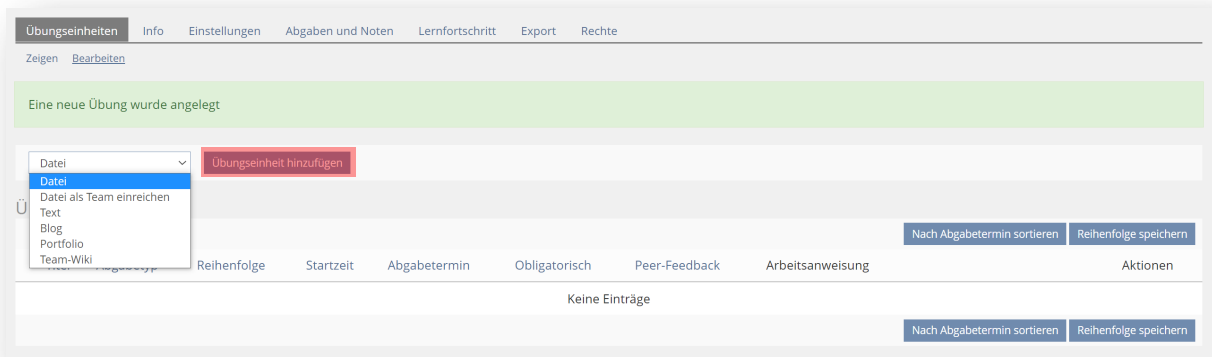 Übungseinheiten Info Einstellungen Abgaben und Noten Lernfortschritt Export Rechte
Zeigen Bearbeiten
Eine neue Übung wurde angelegt
Datei Übungseinheit hinzufügen
Datei
Datei als Team einreichen
Text
Blog
Portfolio
Team-Wiki
Nach Abgabetermin sortieren Reihenfolge speichern
Titel Abgabetyp Reihenfolge Startzeit Abgabetermin Obligatorisch Peer-Feedback Arbeitsanweisung Aktionen
Keine Einträge
Nach Abgabetermin sortieren Reihenfolge speichern